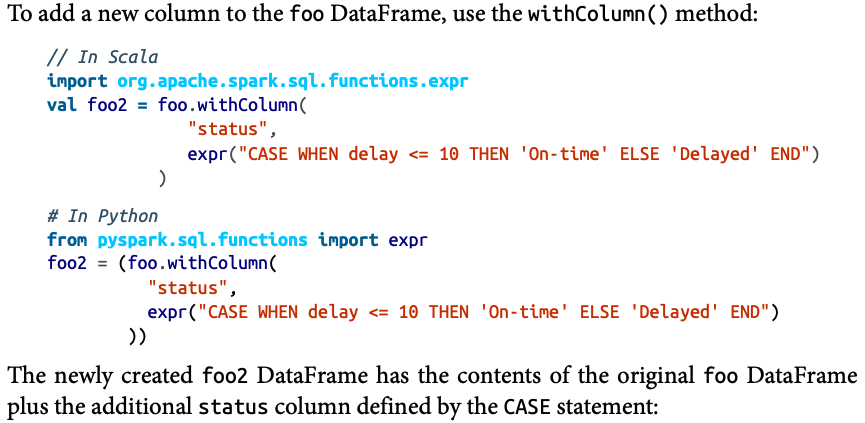 To add a new column to the foo DataFrame, use the withColumn() method:
// In Scala
import org.apache.spark.sql.functions.expr
val foo2 = foo.withColumn(
"status",
expr("CASE WHEN delay <= 10 THEN 'On-time' ELSE 'Delayed' END")
)
# In Python
from pyspark.sql.functions import expr
foo2 = (foo.withColumn(
"status",
expr("CASE WHEN delay <= 10 THEN 'On-time' ELSE 'Delayed' END")
))
The newly created foo2 DataFrame has the contents of the original foo DataFrame
plus the additional status column defined by the CASE statement: